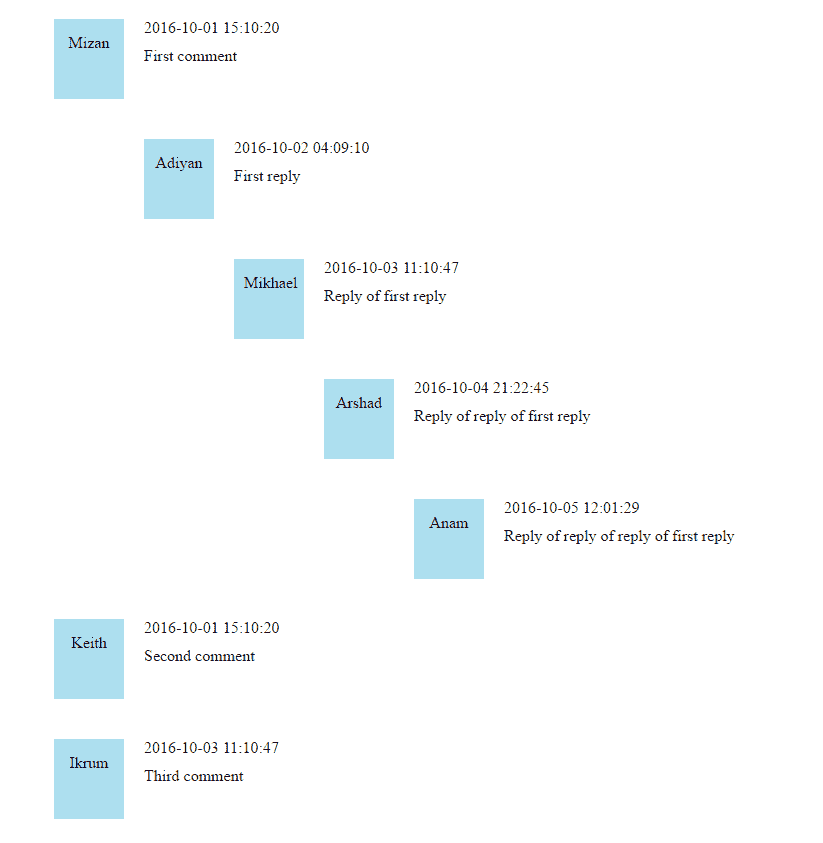 Mizan
2016-10-01 15:10:20
First comment
Adiyan
2016-10-02 04:09:10
First reply
Mikhael
2016-10-03 11:10:47
Reply of first reply
Arshad
2016-10-04 21:22:45
Reply of reply of first reply
Anam
2016-10-05 12:01:29
Reply of reply of reply of first reply
Keith
2016-10-01 15:10:20
Second comment
Ikrum
2016-10-03 11:10:47
Third comment